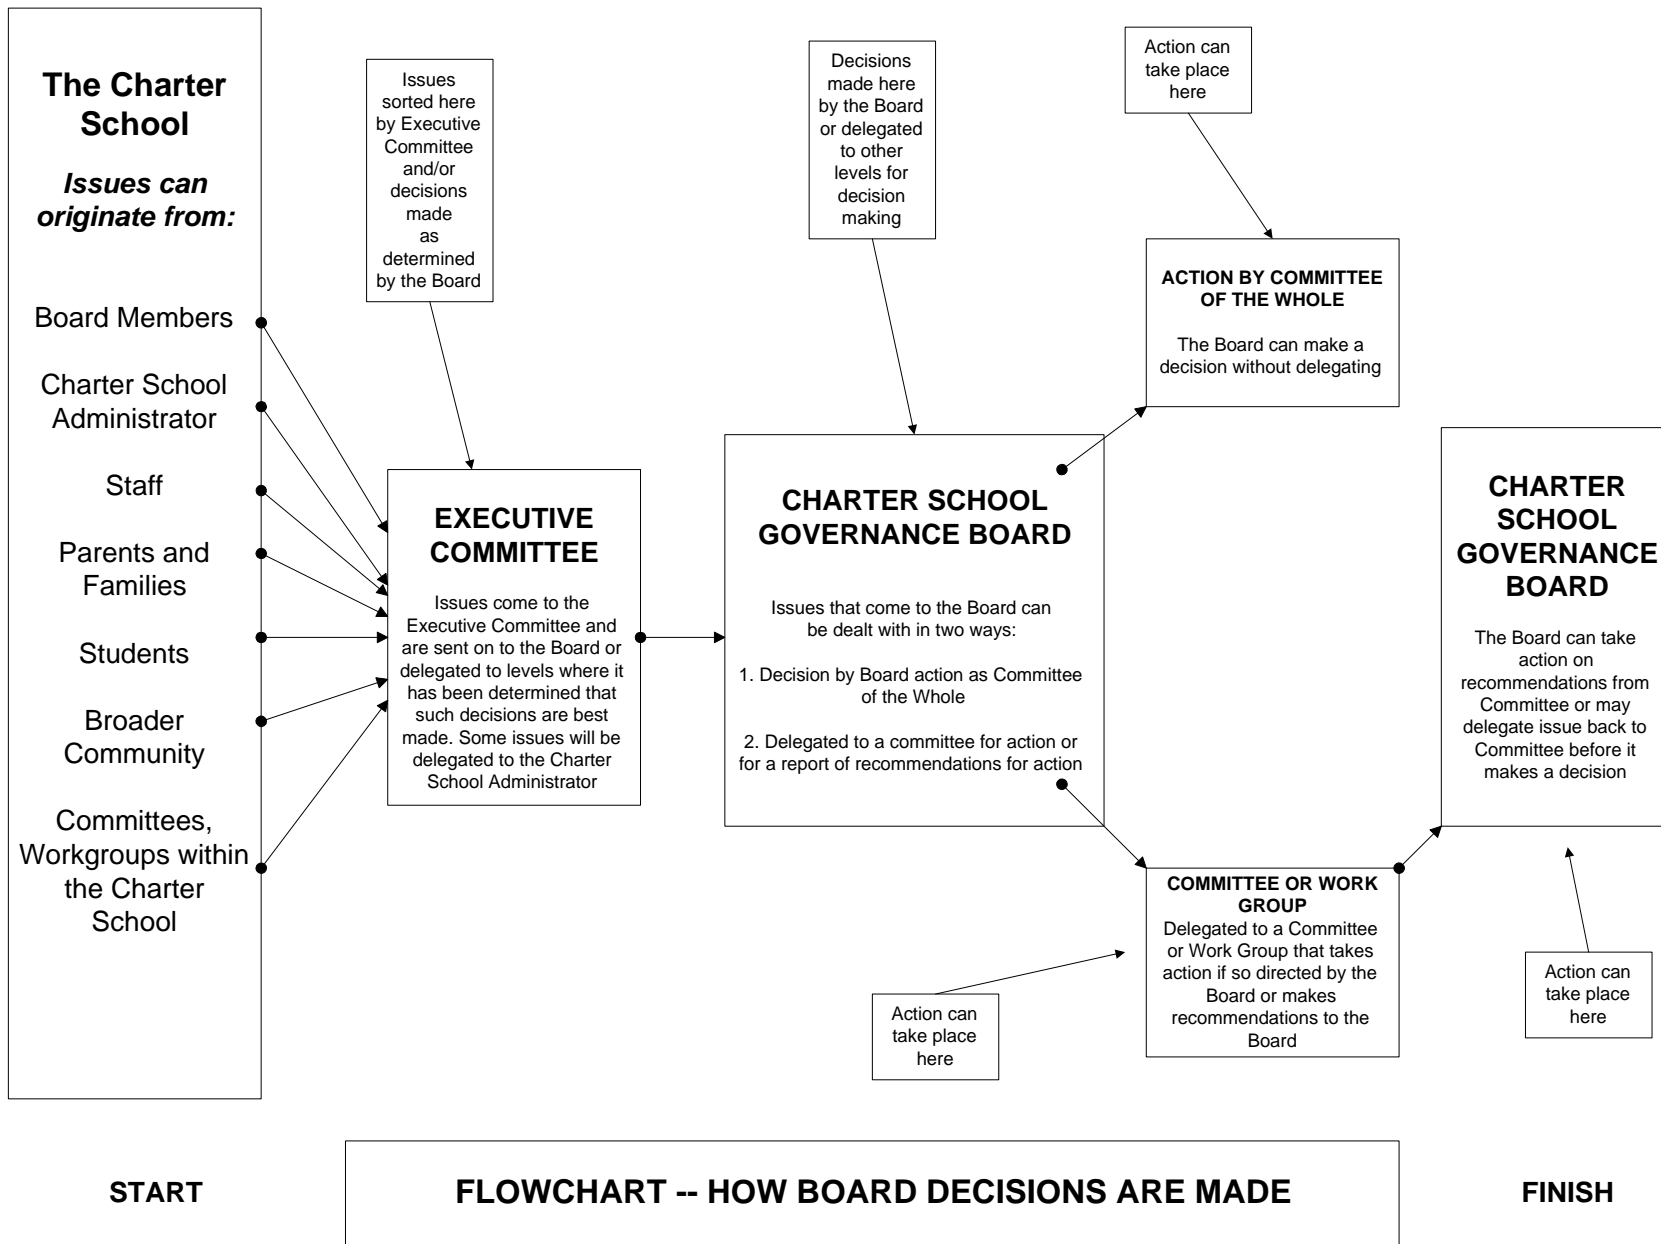 The Charter
School
Issues can
originate from:
Board Members
Charter School
Administrator
Staff
Parents and
Families
Students
Broader
Community
Committees,
Workgroups within
the Charter
School
Issues
sorted here
by Executive
Committee
and/or
decisions
made
as
determined
by the Board
EXECUTIVE
COMMITTEE
Issues come to the
Executive Committee and
are sent on to the Board or
delegated to levels where it
has been determined that
such decisions are best
made. Some issues will be
delegated to the Charter
School Administrator
Decisions
made here
by the Board
or delegated
to other
levels for
decision
making
CHARTER SCHOOL
GOVERNANCE BOARD
Issues that come to the Board can
be dealt with in two ways:
1. Decision by Board action as Committee
of the Whole
2. Delegated to a committee for action or
for a report of recommendations for action
Action can
take place
here
ACTION BY COMMITTEE
OF THE WHOLE
The Board can make a
decision without delegating
Action can
take place
here
COMMITTEE OR WORK
GROUP
Delegated to a Committee
or Work Group that takes
action if so directed by the
Board or makes
recommendations to the
Board
CHARTER
SCHOOL
GOVERNANCE
BOARD
The Board can take
action on
recommendations from
Committee or may
delegate issue back to
Committee before it
makes a decision
Action can
take place
here
START
FLOWCHART -- HOW BOARD DECISIONS ARE MADE
FINISH